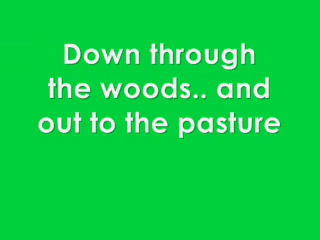 Down through
the woods.. and
out to the pasture